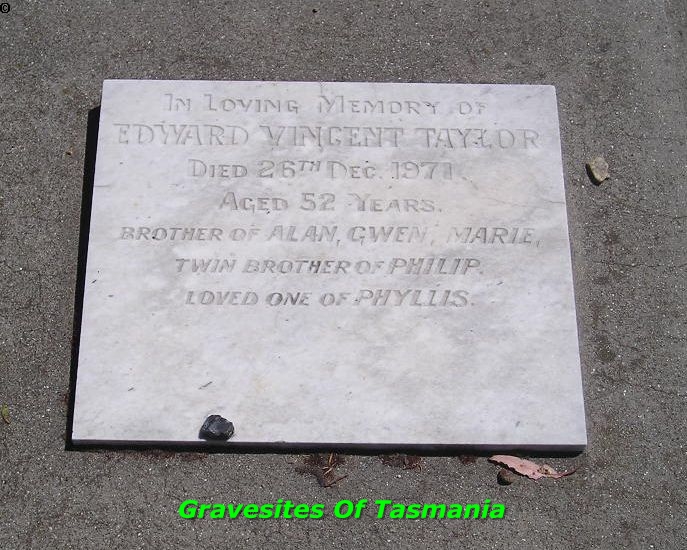 ©
In Loving Memory of
EDWARD VINCENT TAYLOR
Died 26TH Dec. 1971.
Aged 52 Years.
BROTHER OF ALAN, GWEN, MARIE,
TWIN BROTHER OF PHILIP.
LOVED ONE OF PHYLLIS.
Gravesites Of Tasmania